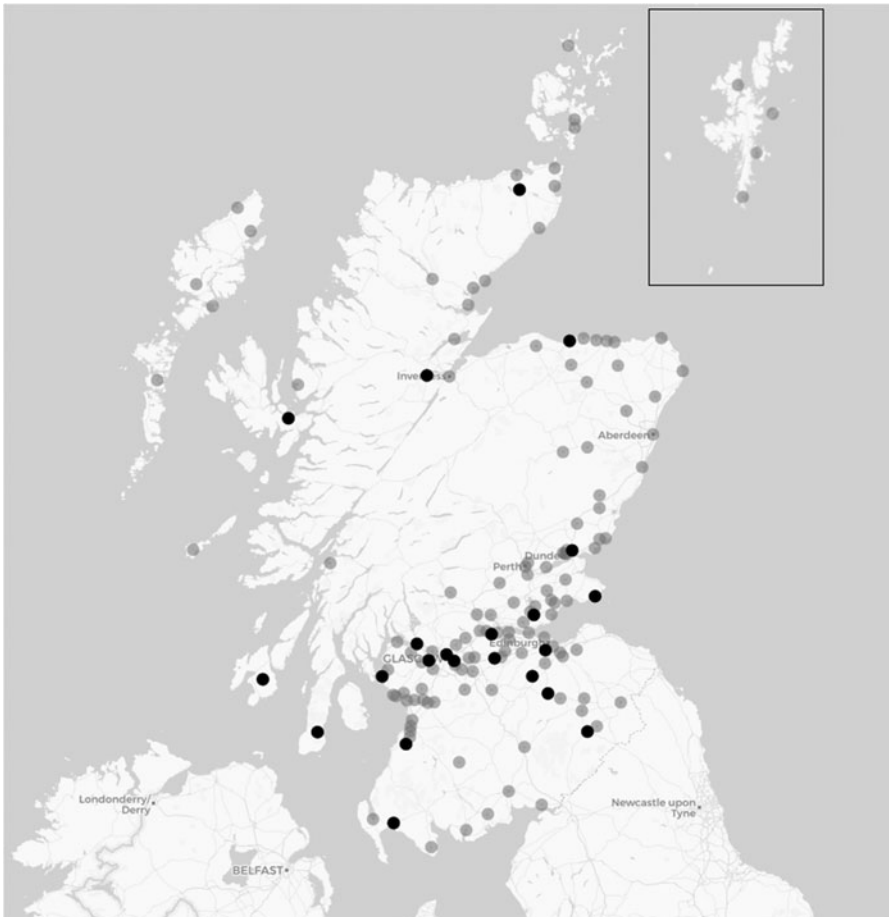 Inverness
Aberdeen
Dundee
Perth
Edinburgh
GLASGOW
Londonderry/
Derry
Newcastle upon
Tyne
BELFAST